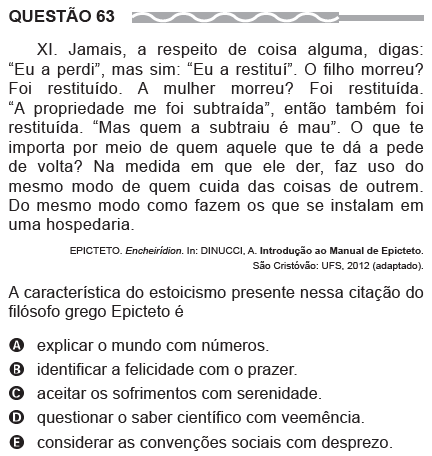 QUESTÃO 63
XI. Jamais, a respeito de coisa alguma, digas:
“Eu a perdi”, mas sim: “Eu a restituí”. O filho morreu?
Foi restituído. A mulher morreu? Foi restituída.
“A propriedade me foi subtraída”, então também foi
restituída. “Mas quem a subtraiu é mau”. O que te
importa por meio de quem aquele que te dá a pede
de volta? Na medida em que ele der, faz uso do
mesmo modo de quem cuida das coisas de outrem.
Do mesmo modo como fazem os que se instalam em
uma hospedaria.
EPICTETO. Encheirídion. In: DINUCCI, A. Introdução ao Manual de Epicteto.
São Cristóvão: UFS, 2012 (adaptado).
A característica do estoicismo presente nessa citação do
filósofo grego Epicteto é
A explicar o mundo com números.
B identificar a felicidade com o prazer.
C aceitar os sofrimentos com serenidade.
D questionar o saber científico com veemência.
E considerar as convenções sociais com desprezo.